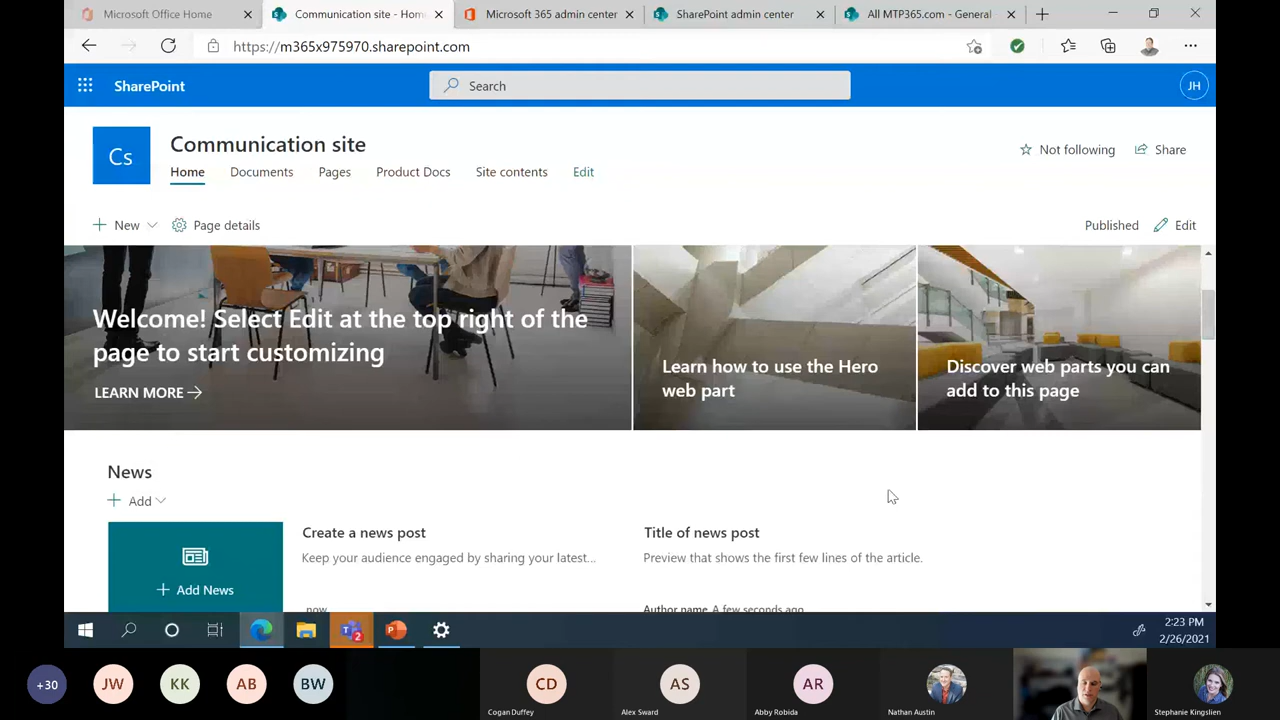 Microsoft Office Home
Communication site - Hom
Microsoft 365 admin center
SharePoint admin center
All MTP365.com - General
https://m365x975970.sharepoint.com
SharePoint
Search
JH
Cs
Communication site
Not following
Share
Home
Documents
Pages
Product Docs
Site contents
Edit
New
Page details
Published
Edit
Welcome! Select Edit at the top right of the
page to start customizing
LEARN MORE
Learn how to use the Hero
web part
Discover web parts you can
add to this page
News
Add
Add News
Create a news post
Keep your audience engaged by sharing your latest...
now
Title of news post
Preview that shows the first few lines of the article.
Author name A few seconds ago
2
2:23 PM
2/26/2021
+30
JW
KK
AB
BW
CD
Cogan Duffey
AS
Alex Sward
AR
Abby Robida
Nathan Austin
Stephanie Kingslien